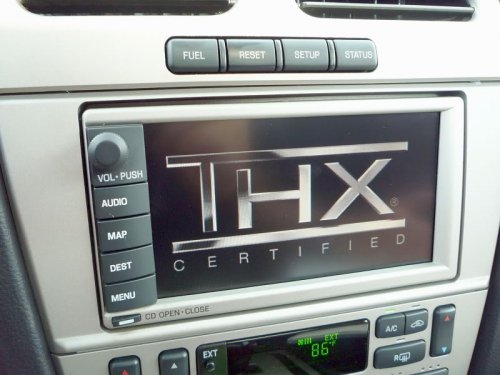 FUEL RESET SETUP STATUS
VOL•PUSH
AUDIO
MAP
DEST
MENU
THX®
CERTIFIED
CD OPEN•CLOSE
EXT
EXT
86°F
A/C
R